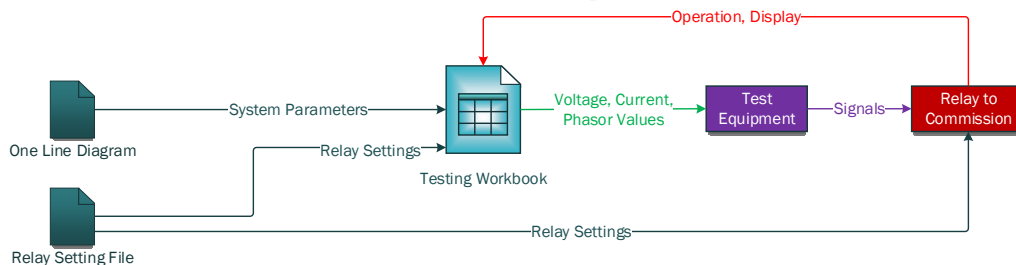 Operation, Display
System Parameters
Voltage, Current,
Phasor Values
Test
Equipment
Signals
Relay to
Commission
One Line Diagram
Relay Settings
Testing Workbook
Relay Settings
Relay Setting File